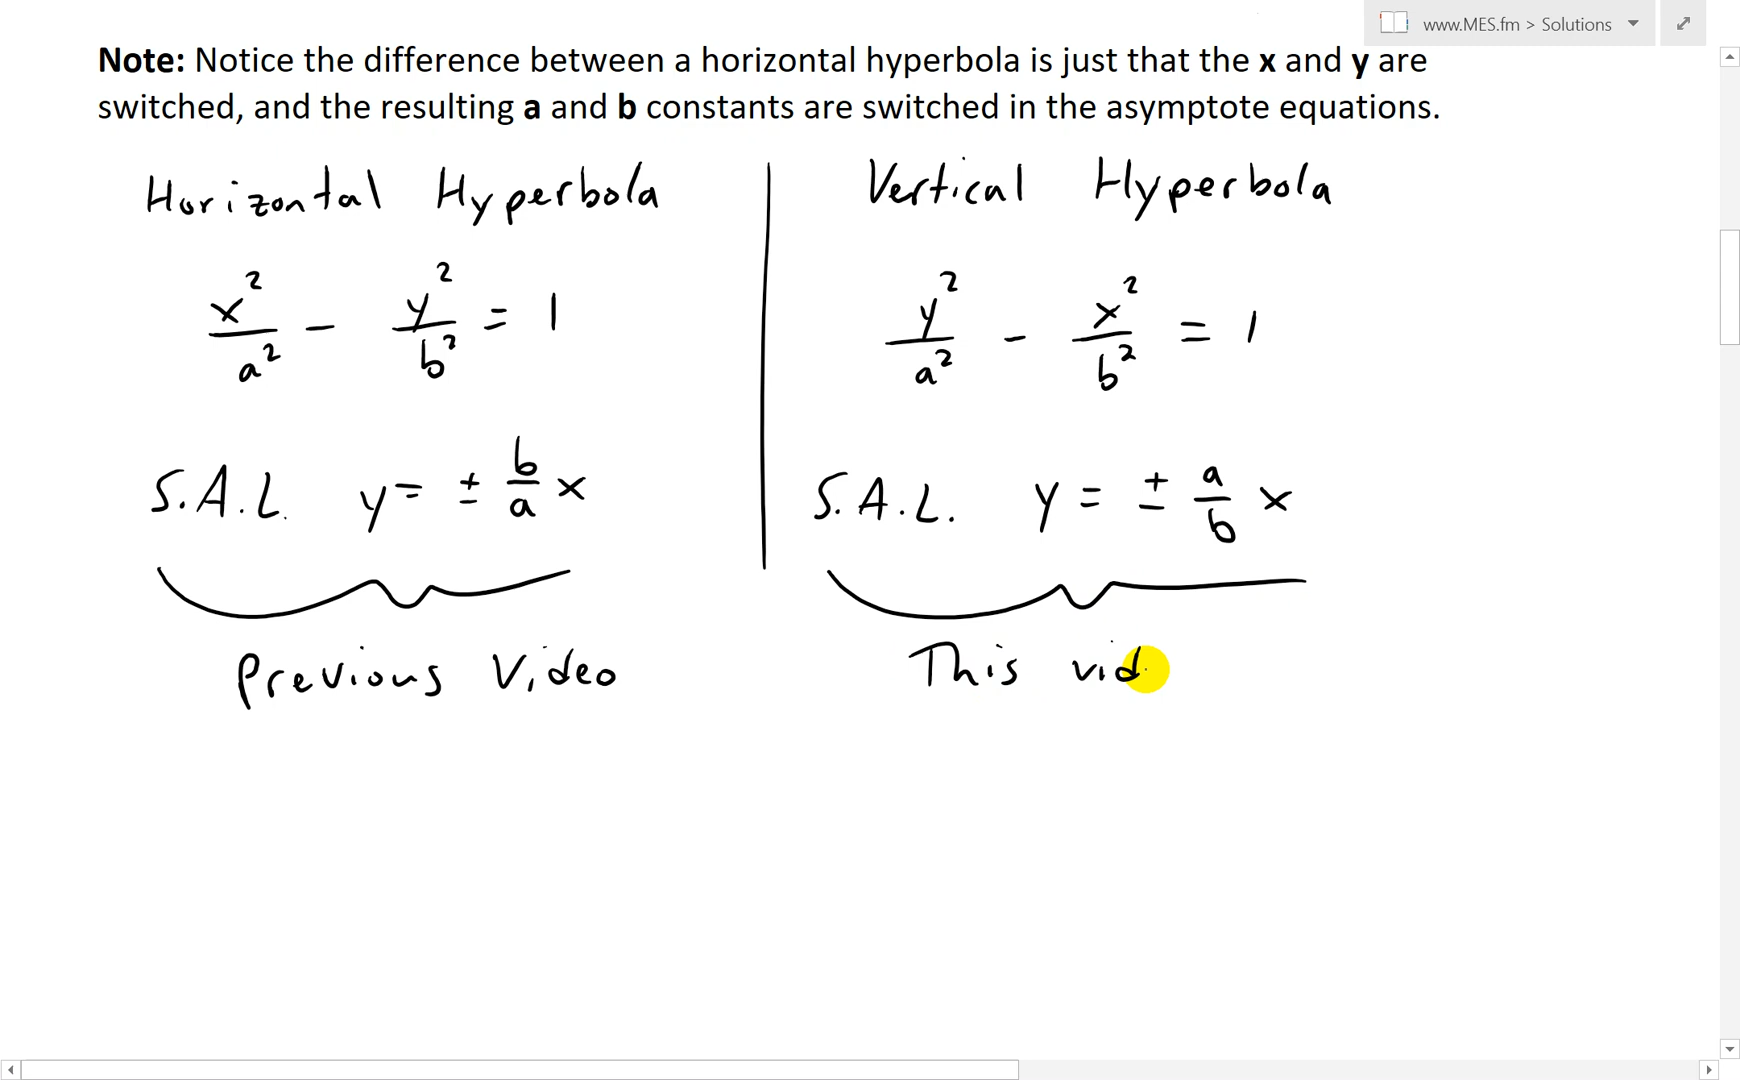 www.MES.fm > Solutions
Note: Notice the difference between a horizontal hyperbola is just that the x and y are
switched, and the resulting a and b constants are switched in the asymptote equations.
Horizontal Hyperbola
x²/a² - y²/b² = 1
S.A.L. y = ± b/a x
Previous Video
Vertical Hyperbola
y²/a² - x²/b² = 1
S.A.L. y = ± a/b x
This vid